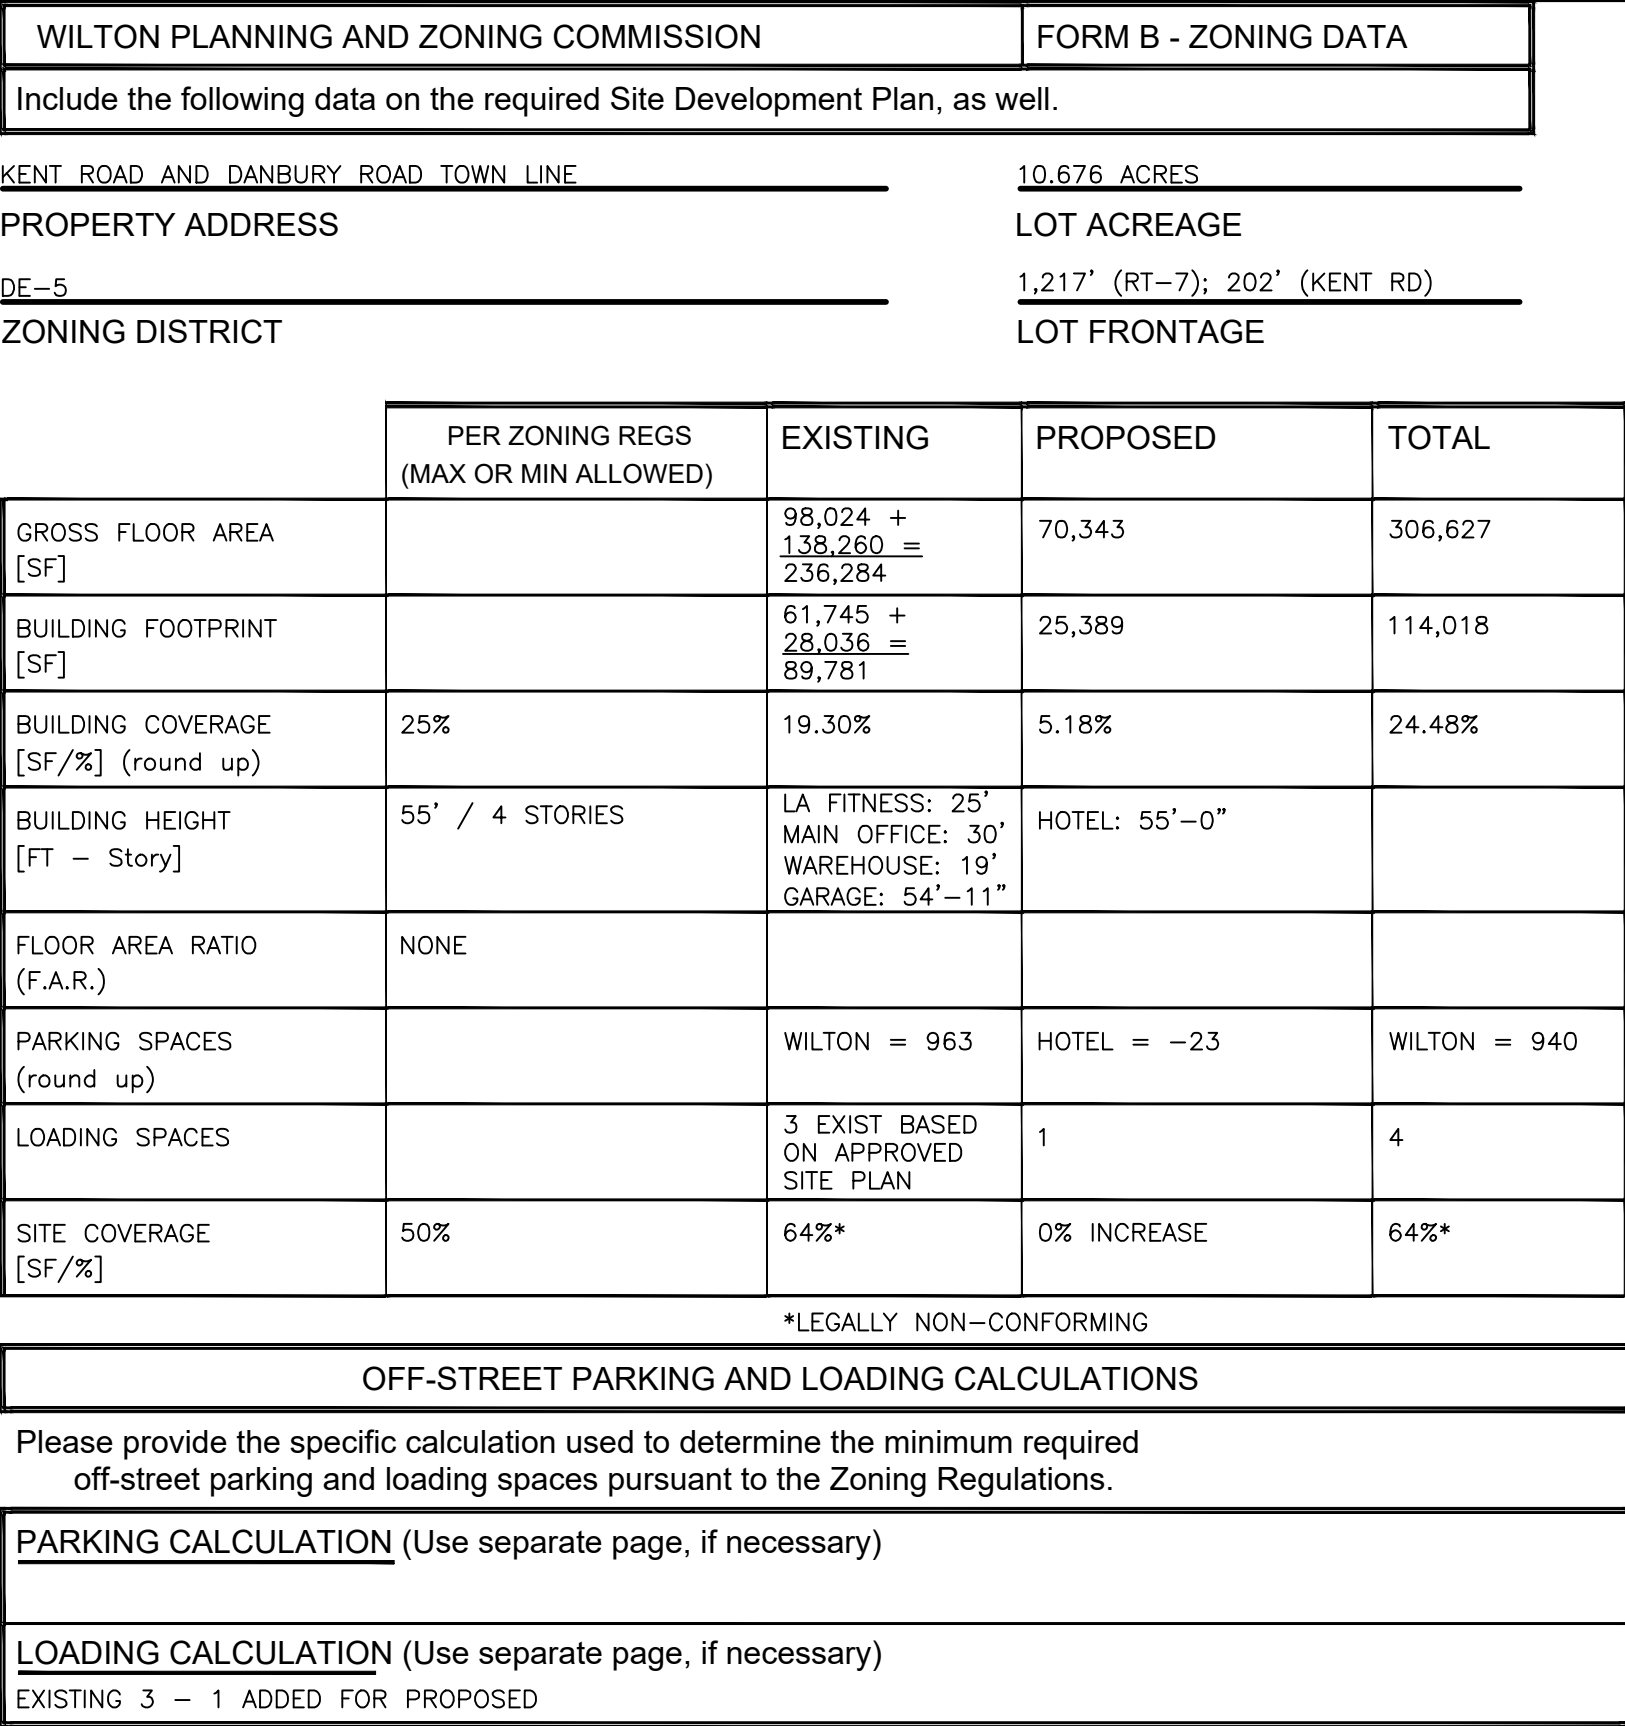 WILTON PLANNING AND ZONING COMMISSION
FORM B - ZONING DATA
Include the following data on the required Site Development Plan, as well.
KENT ROAD AND DANBURY ROAD TOWN LINE
10.676 ACRES
PROPERTY ADDRESS
LOT ACREAGE
DE-5
1,217' (RT-7); 202' (KENT RD)
ZONING DISTRICT
LOT FRONTAGE
PER ZONING REGS
(MAX OR MIN ALLOWED)
EXISTING
PROPOSED
TOTAL
GROSS FLOOR AREA
[SF]
98,024 +
138,260 =
236,284
70,343
306,627
BUILDING FOOTPRINT
[SF]
61,745 +
28,036 =
89,781
25,389
114,018
BUILDING COVERAGE
[SF/%] (round up)
25%
19.30%
5.18%
24.48%
BUILDING HEIGHT
[FT - Story]
55' / 4 STORIES
LA FITNESS: 25'
MAIN OFFICE: 30'
WAREHOUSE: 19'
GARAGE: 54'-11"
HOTEL: 55'-0"
FLOOR AREA RATIO
(F.A.R.)
NONE
PARKING SPACES
(round up)
WILTON = 963
HOTEL = -23
WILTON = 940
LOADING SPACES
3 EXIST BASED
ON APPROVED
SITE PLAN
1
4
SITE COVERAGE
[SF/%]
50%
64%*
0% INCREASE
64%*
*LEGALLY NON-CONFORMING
OFF-STREET PARKING AND LOADING CALCULATIONS
Please provide the specific calculation used to determine the minimum required
off-street parking and loading spaces pursuant to the Zoning Regulations.
PARKING CALCULATION (Use separate page, if necessary)
LOADING CALCULATION (Use separate page, if necessary)
EXISTING 3 - 1 ADDED FOR PROPOSED